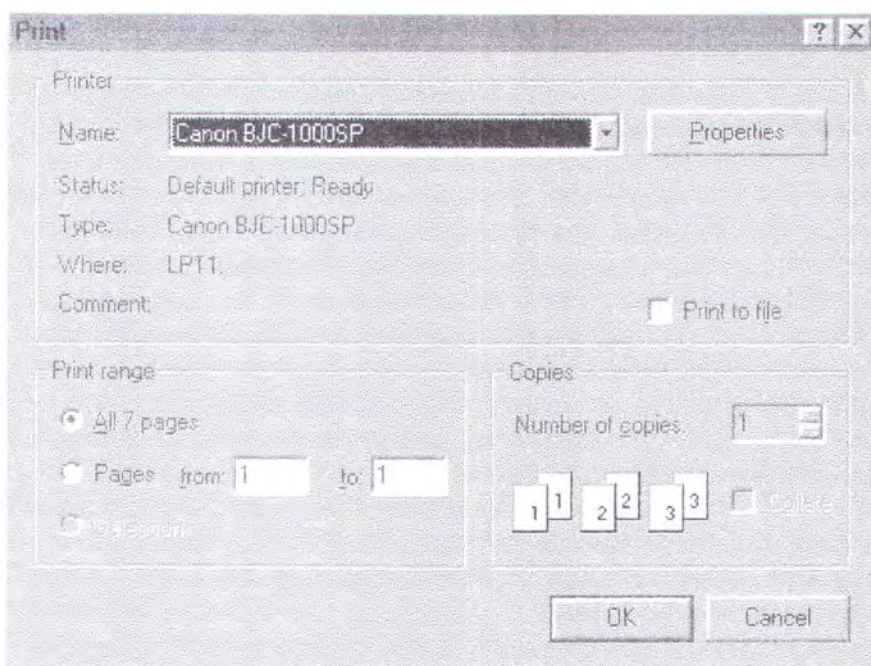 Print
Printer
Name: Canon BJC-1000SP Properties
Status: Default printer; Ready
Type: Canon BJC-1000SP
Where: LPT1:
Comment:
Print to file
Print range
All 7 pages
Pages from: 1 to: 1
Selection
Copies
Number of copies: 1
1 1 2 2 3 3 Collate
OK Cancel